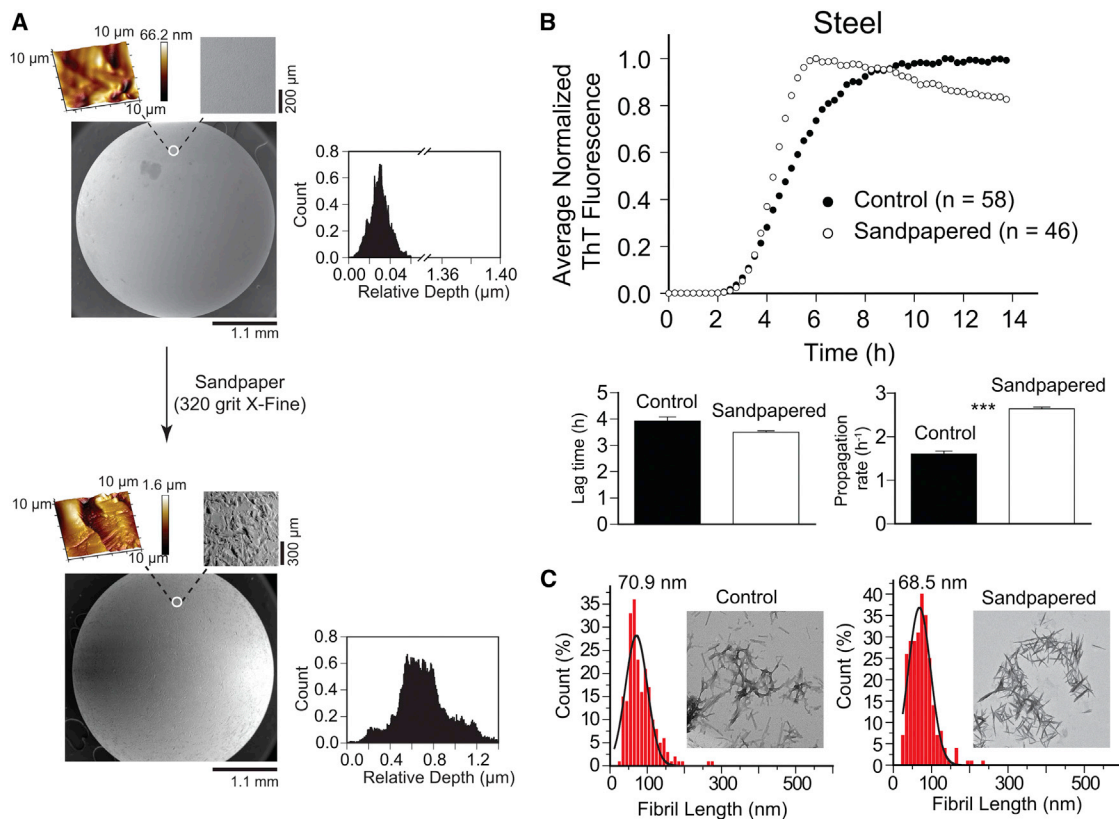 A
10 µm
66.2 nm
10 µm
10 µm
200 µm
1.1 mm
Count
0.8
0.6
0.4
0.2
0.0
0.00 0.04 1.36 1.40
Relative Depth (µm)
Sandpaper
(320 grit X-Fine)
10 µm
1.6 µm
10 µm
10 µm
300 µm
1.1 mm
Count
0.8
0.6
0.4
0.2
0.0
0.0 0.4 0.8 1.2
Relative Depth (µm)
B
Steel
Average Normalized
ThT Fluorescence
1.0
0.8
0.6
0.4
0.2
0.0
Control (n = 58)
Sandpapered (n = 46)
0 2 4 6 8 10 12 14
Time (h)
Lag time (h)
5
4
3
2
1
0
Control
Sandpapered
Propagation
rate (h-1)
3
2
1
0
Control
***
Sandpapered
C
70.9 nm
Control
Count (%)
35
30
25
20
15
10
5
0
0 100 300 500
Fibril Length (nm)
68.5 nm
Sandpapered
Count (%)
40
35
30
25
20
15
10
5
0
0 100 300 500
Fibril Length (nm)